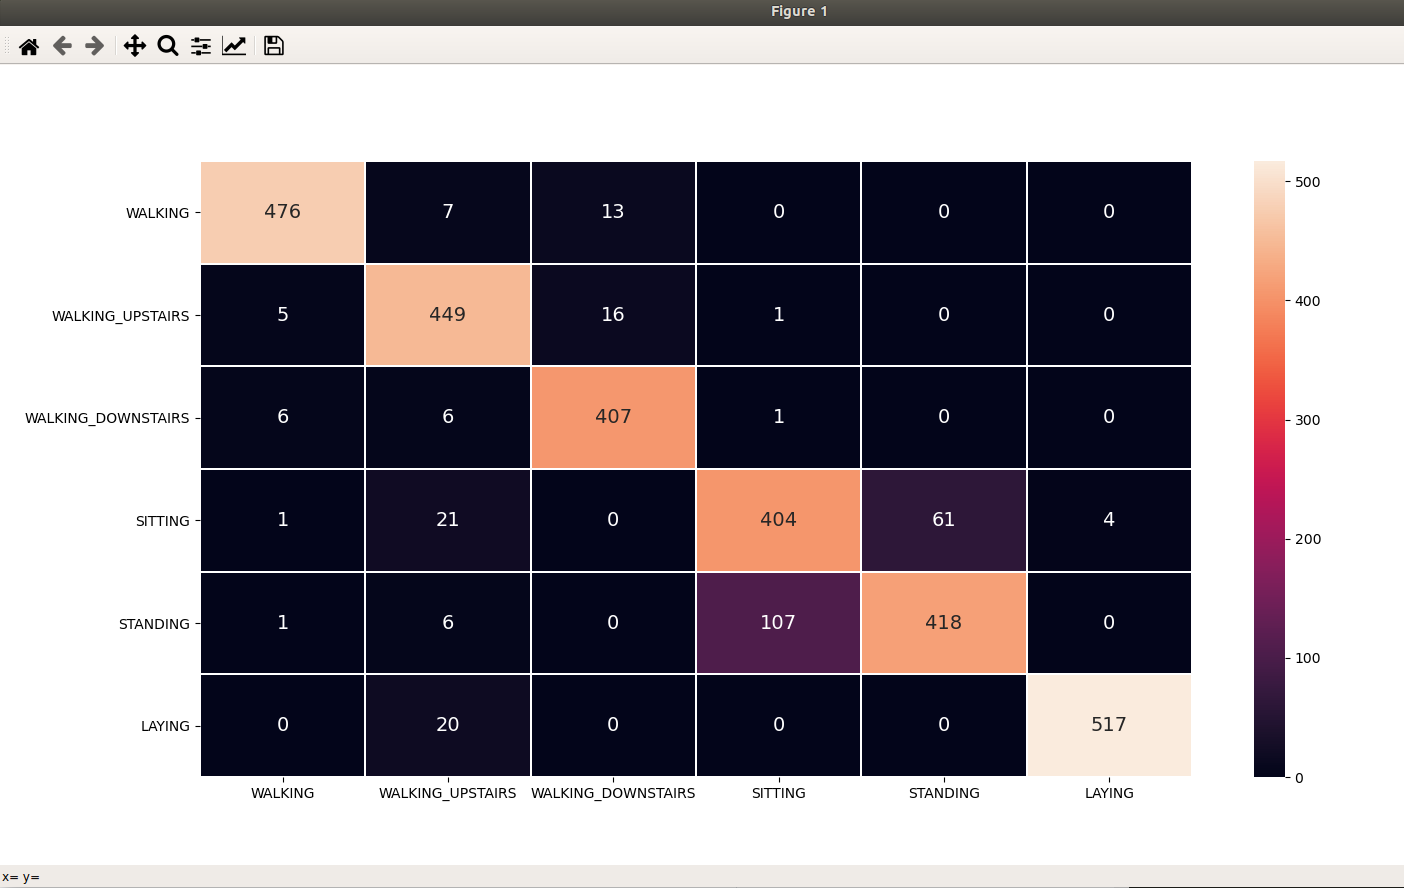 Figure 1
WALKING 476 7 13 0 0 0
WALKING_UPSTAIRS 5 449 16 1 0 0
WALKING_DOWNSTAIRS 6 6 407 1 0 0
SITTING 1 21 0 404 61 4
STANDING 1 6 0 107 418 0
LAYING 0 20 0 0 0 517
WALKING WALKING_UPSTAIRS WALKING_DOWNSTAIRS SITTING STANDING LAYING
500
400
300
200
100
0
x= y=